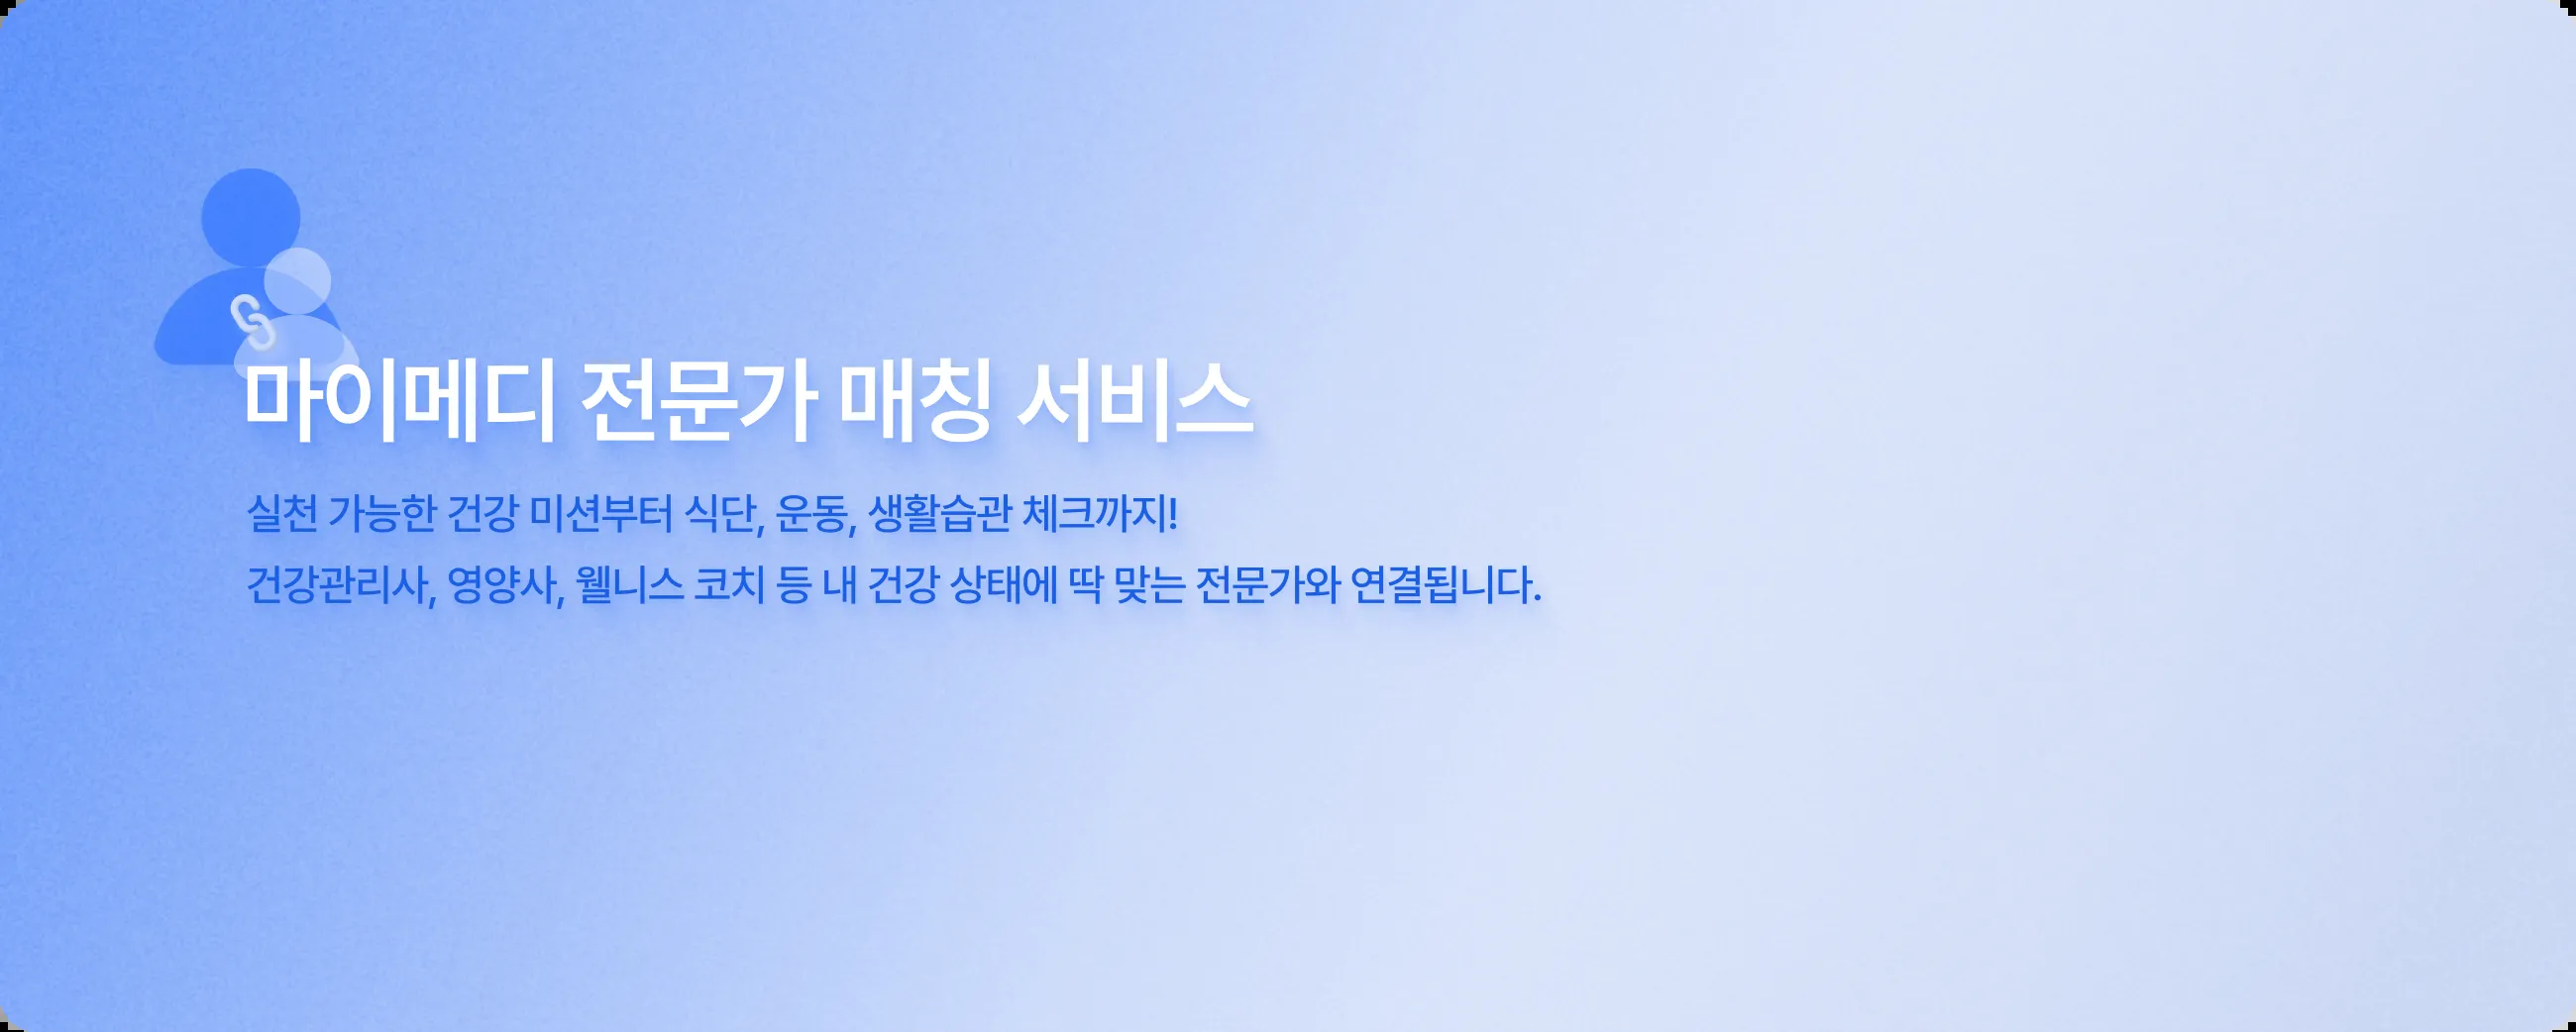 마이메디 전문가 매칭 서비스
실천 가능한 건강 미션부터 식단, 운동, 생활습관 체크까지!
건강관리사, 영양사, 웰니스 코치 등 내 건강 상태에 딱 맞는 전문가와 연결됩니다.